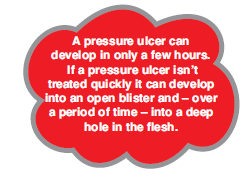 A pressure ulcer can
develop in only a few hours.
If a pressure ulcer isn't
treated quickly it can develop
into an open blister and – over
a period of time – into a deep
hole in the flesh.